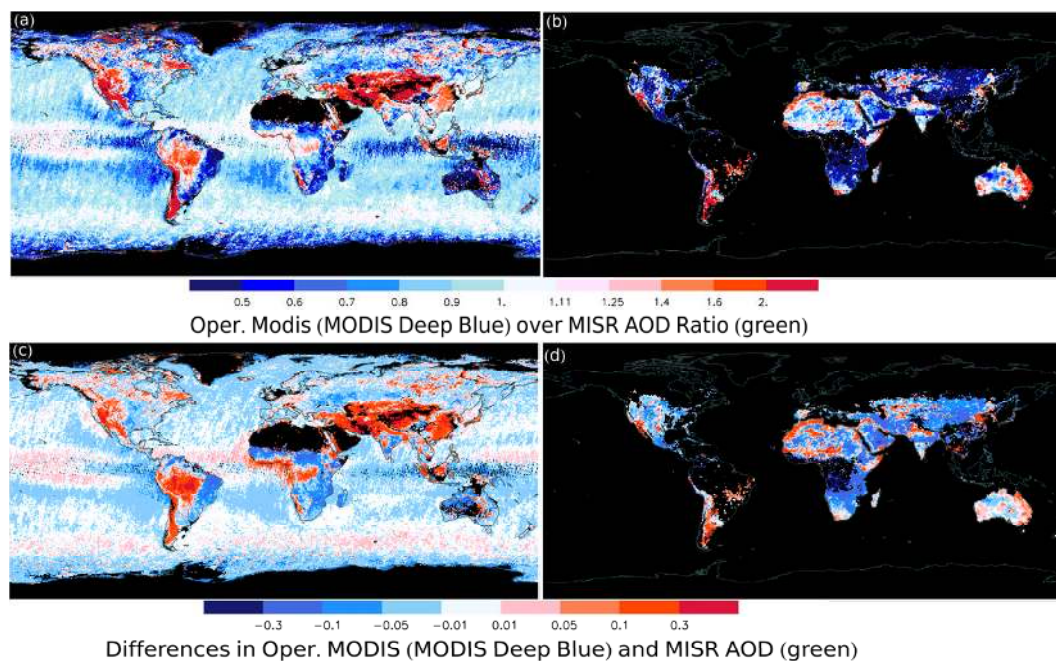 (a)
(b)
0.5 0.6 0.7 0.8 0.9 1. 1.11 1.25 1.4 1.6 2.
Oper. Modis (MODIS Deep Blue) over MISR AOD Ratio (green)
(c)
(d)
−0.3 −0.1 −0.05 −0.01 0.01 0.05 0.1 0.3
Differences in Oper. MODIS (MODIS Deep Blue) and MISR AOD (green)